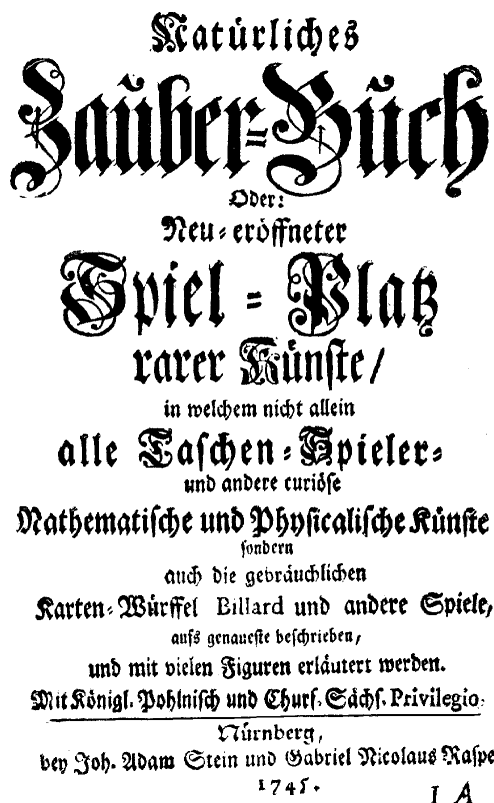 Natürliches
Zauber-Buch
Oder:
Neu-eröffneter
Spiel-Platz
rarer Künste/
in welchem nicht allein
alle Taschen-Spieler-
und andere curiöse
Mathematische und Physicalische Künste
sondern
auch die gebräuchlichen
Karten-Würffel Billard und andere Spiele,
aufs genaueste beschrieben,
und mit vielen Figuren erläutert werden.
Mit Königl. Pohlnisch und Churf. Sächs. Privilegio.
Nürnberg,
bey Joh. Adam Stein und Gabriel Nicolaus Raspe
1745.
I A